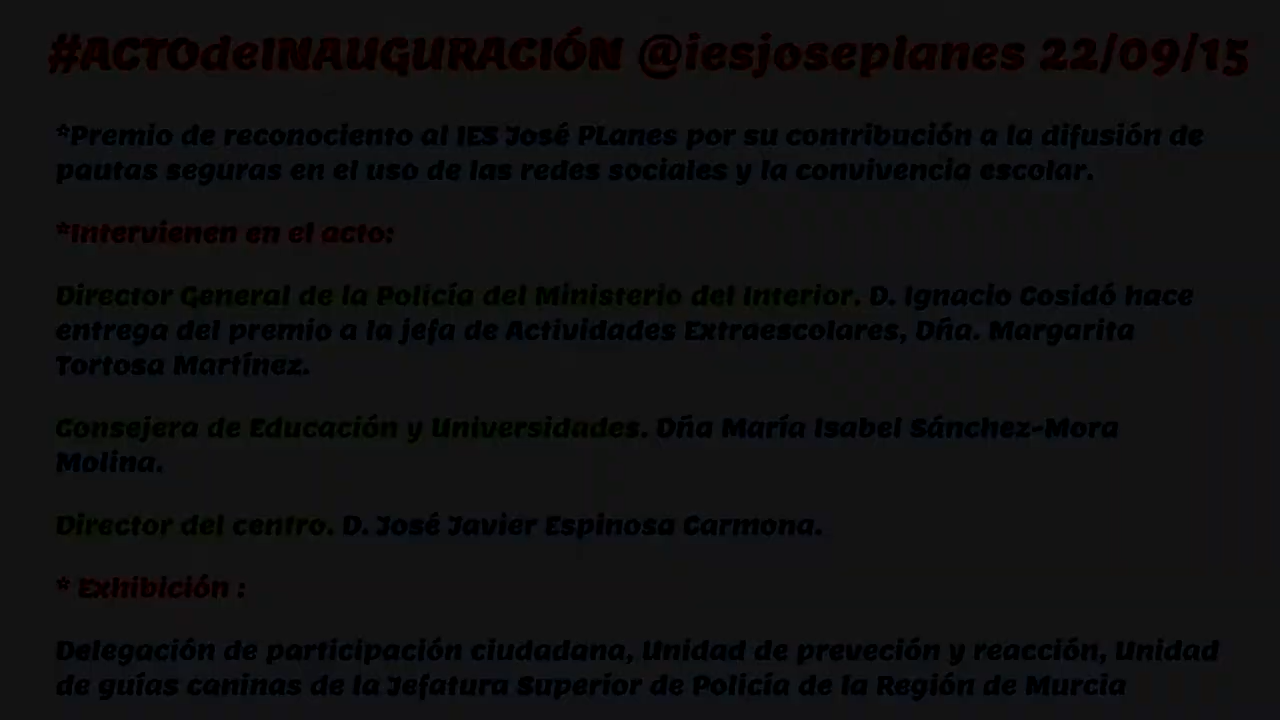 #ACTOdeINAUGURACIÓN @iesjoseplanes 22/09/15
*Premio de reconociento al IES José PLanes por su contribución a la difusión de
pautas seguras en el uso de las redes sociales y la convivencia escolar.
*Intervienen en el acto:
Director General de la Policía del Ministerio del Interior. D. Ignacio Cosidó hace
entrega del premio a la jefa de Actividades Extraescolares, Dña. Margarita
Tortosa Martínez.
Consejera de Educación y Universidades. Dña María Isabel Sánchez-Mora
Molina.
Director del centro. D. José Javier Espinosa Carmona.
* Exhibición :
Delegación de participación ciudadana, Unidad de preveción y reacción, Unidad
de guías caninas de la Jefatura Superior de Policía de la Región de Murcia